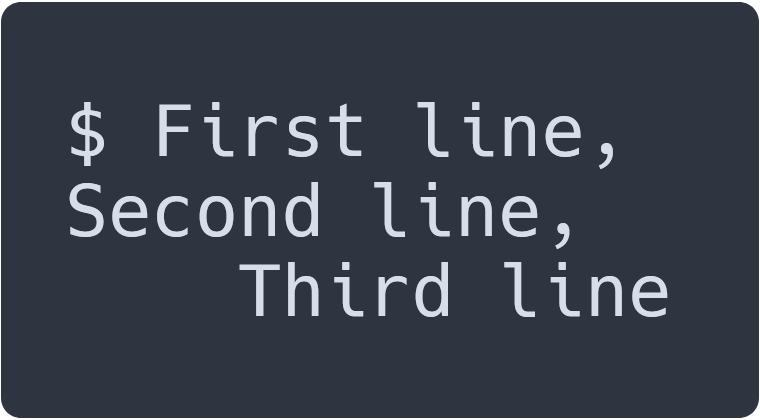 $ First line,
Second line,
    Third line